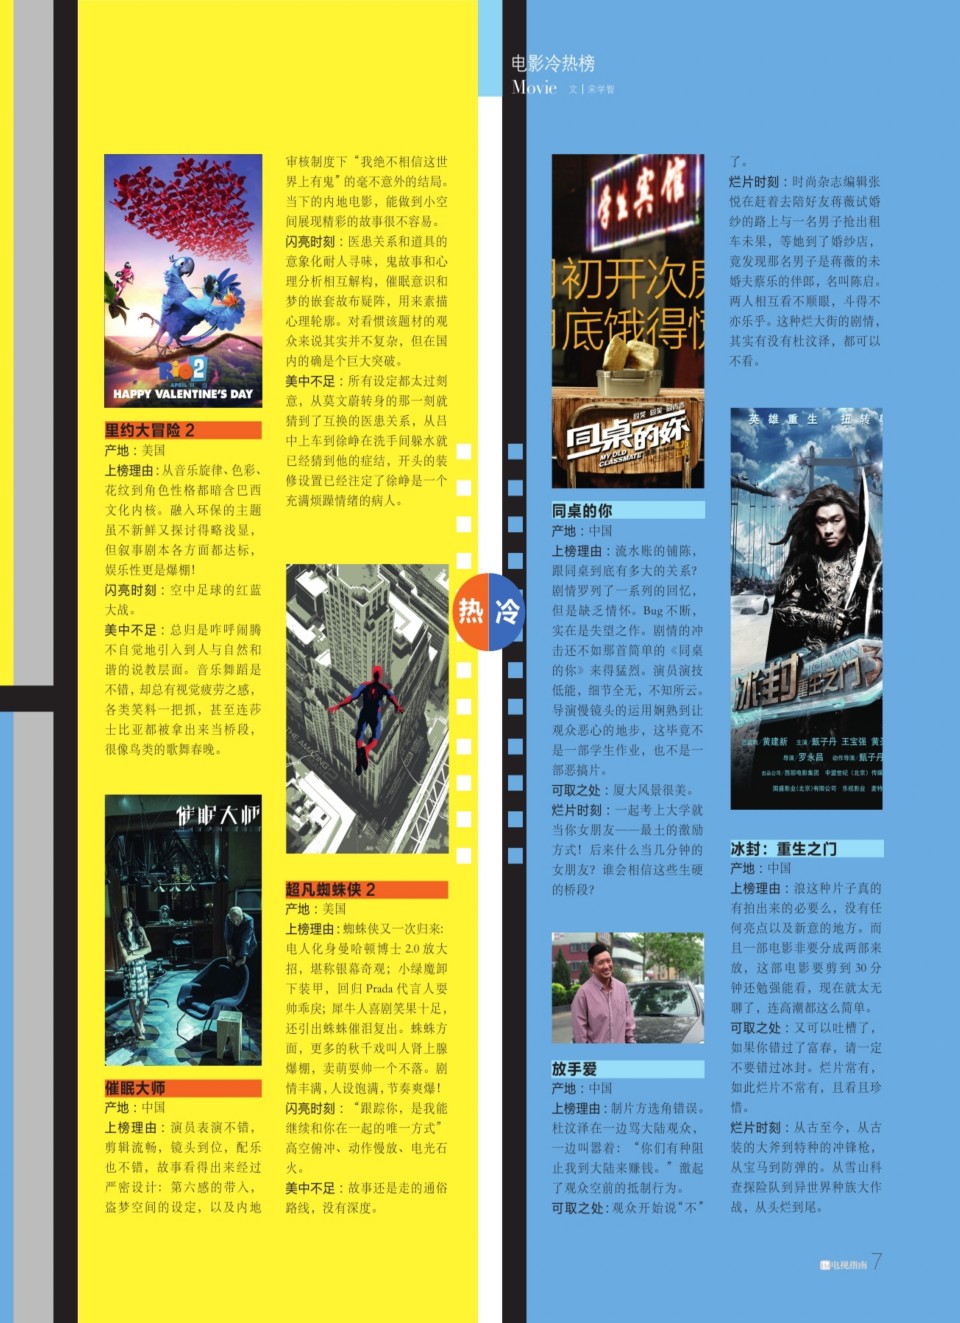 电影冷热榜
Movie 文 | 宋学智
RIO2
APRIL 11
HAPPY VALENTINE'S DAY
里约大冒险 2
产地：美国
上榜理由：从音乐旋律、色彩、
花纹到角色性格都暗含巴西
文化内核。融入环保的主题
虽不新鲜又探讨得略浅显，
但叙事剧本各方面都达标，
娱乐性更是爆棚！
闪亮时刻：空中足球的红蓝
大战。
美中不足：总归是咋呼闹腾
不自觉地引入到人与自然和
谐的说教层面。音乐舞蹈是
不错，却总有视觉疲劳之感，
各类笑料一把抓，甚至连莎
士比亚都被拿出来当桥段，
很像鸟类的歌舞春晚。
催眠大师
催眠大师
产地：中国
上榜理由：演员表演不错，
剪辑流畅，镜头到位，配乐
也不错，故事看得出来经过
严密设计：第六感的带入，
盗梦空间的设定，以及内地
审核制度下“我绝不相信这世
界上有鬼”的毫不意外的结局。
当下的内地电影，能做到小空
间展现精彩的故事很不容易。
闪亮时刻：医患关系和道具的
意象化耐人寻味，鬼故事和心
理分析相互解构，催眠意识和
梦的嵌套故布疑阵，用来素描
心理轮廓。对看惯该题材的观
众来说其实并不复杂，但在国
内的确是个巨大突破。
美中不足：所有设定都太过刻
意，从莫文蔚转身的那一刻就
猜到了互换的医患关系，从吕
中上车到徐峥在洗手间躲水就
已经猜到他的症结，开头的装
修设置已经注定了徐峥是一个
充满烦躁情绪的病人。
THE AMAZING
超凡蜘蛛侠 2
产地：美国
上榜理由：蜘蛛侠又一次归来：
电人化身曼哈顿博士 2.0 放大
招，堪称银幕奇观；小绿魔卸
下装甲，回归 Prada 代言人耍
帅乖戾；犀牛人喜剧笑果十足，
还引出蛛蛛催泪复出。蛛蛛方
面，更多的秋千戏叫人肾上腺
爆棚，卖萌耍帅一个不落。剧
情丰满，人设饱满，节奏爽爆！
闪亮时刻：“跟踪你，是我能
继续和你在一起的唯一方式”
高空俯冲、动作慢放、电光石
火。
美中不足：故事还是走的通俗
路线，没有深度。
热 冷
学生宾馆
月初开次房
月底饿得慌
同桌的妳
MY OLD
CLASSMATE
4.25
同桌的你
产地：中国
上榜理由：流水账的铺陈，
跟同桌到底有多大的关系？
剧情罗列了一系列的回忆，
但是缺乏情怀。Bug 不断，
实在是失望之作。剧情的冲
击还不如那首简单的《同桌
的你》来得猛烈。演员演技
低能，细节全无，不知所云。
导演慢镜头的运用娴熟到让
观众恶心的地步，这毕竟不
是一部学生作业，也不是一
部恶搞片。
可取之处：厦大风景很美。
烂片时刻：一起考上大学就
当你女朋友——最土的激励
方式！后来什么当几分钟的
女朋友？谁会相信这些生硬
的桥段？
放手爱
产地：中国
上榜理由：制片方选角错误。
杜汶泽在一边骂大陆观众，
一边叫嚣着：“你们有种阻
止我到大陆来赚钱。”激起
了观众空前的抵制行为。
可取之处：观众开始说“不”
了。
烂片时刻：时尚杂志编辑张
悦在赶着去陪好友蒋薇试婚
纱的路上与一名男子抢出租
车未果，等她到了婚纱店，
竟发现那名男子是蒋薇的未
婚夫蔡乐的伴郎，名叫陈启。
两人相互看不顺眼，斗得不
亦乐乎。这种烂大街的剧情，
其实有没有杜汶泽，都可以
不看。
英雄重生 扭转
冰封 重生之门
ICEMAN
黄建新 主演/甄子丹 王宝强 黄
导演/罗永昌 动作导演/甄子丹
冰封：重生之门
产地：中国
上榜理由：浪这种片子真的
有拍出来的必要么，没有任
何亮点以及新意的地方。而
且一部电影非要分成两部来
放，这部电影要剪到 30 分
钟还勉强能看，现在就太无
聊了，连高潮都这么简单。
可取之处：又可以吐槽了，
如果你错过了富春，请一定
不要错过冰封。烂片常有，
如此烂片不常有，且看且珍
惜。
烂片时刻：从古至今，从古
装的大斧到特种的冲锋枪，
从宝马到防弹的。从雪山科
查探险队到异世界种族大作
战，从头烂到尾。
电视指南 7